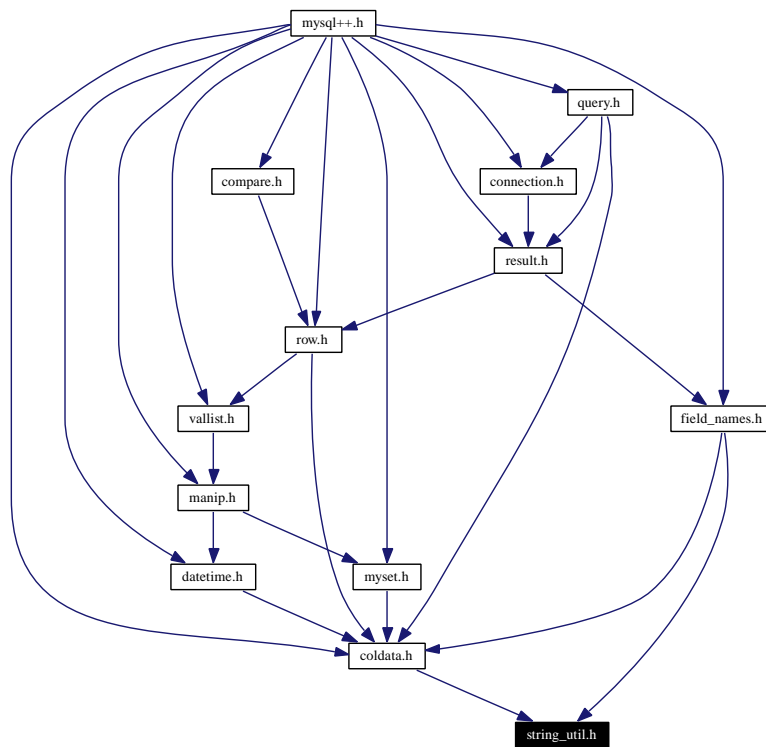 mysql++.h
query.h
compare.h
connection.h
result.h
row.h
vallist.h
field_names.h
manip.h
datetime.h
myset.h
coldata.h
string_util.h